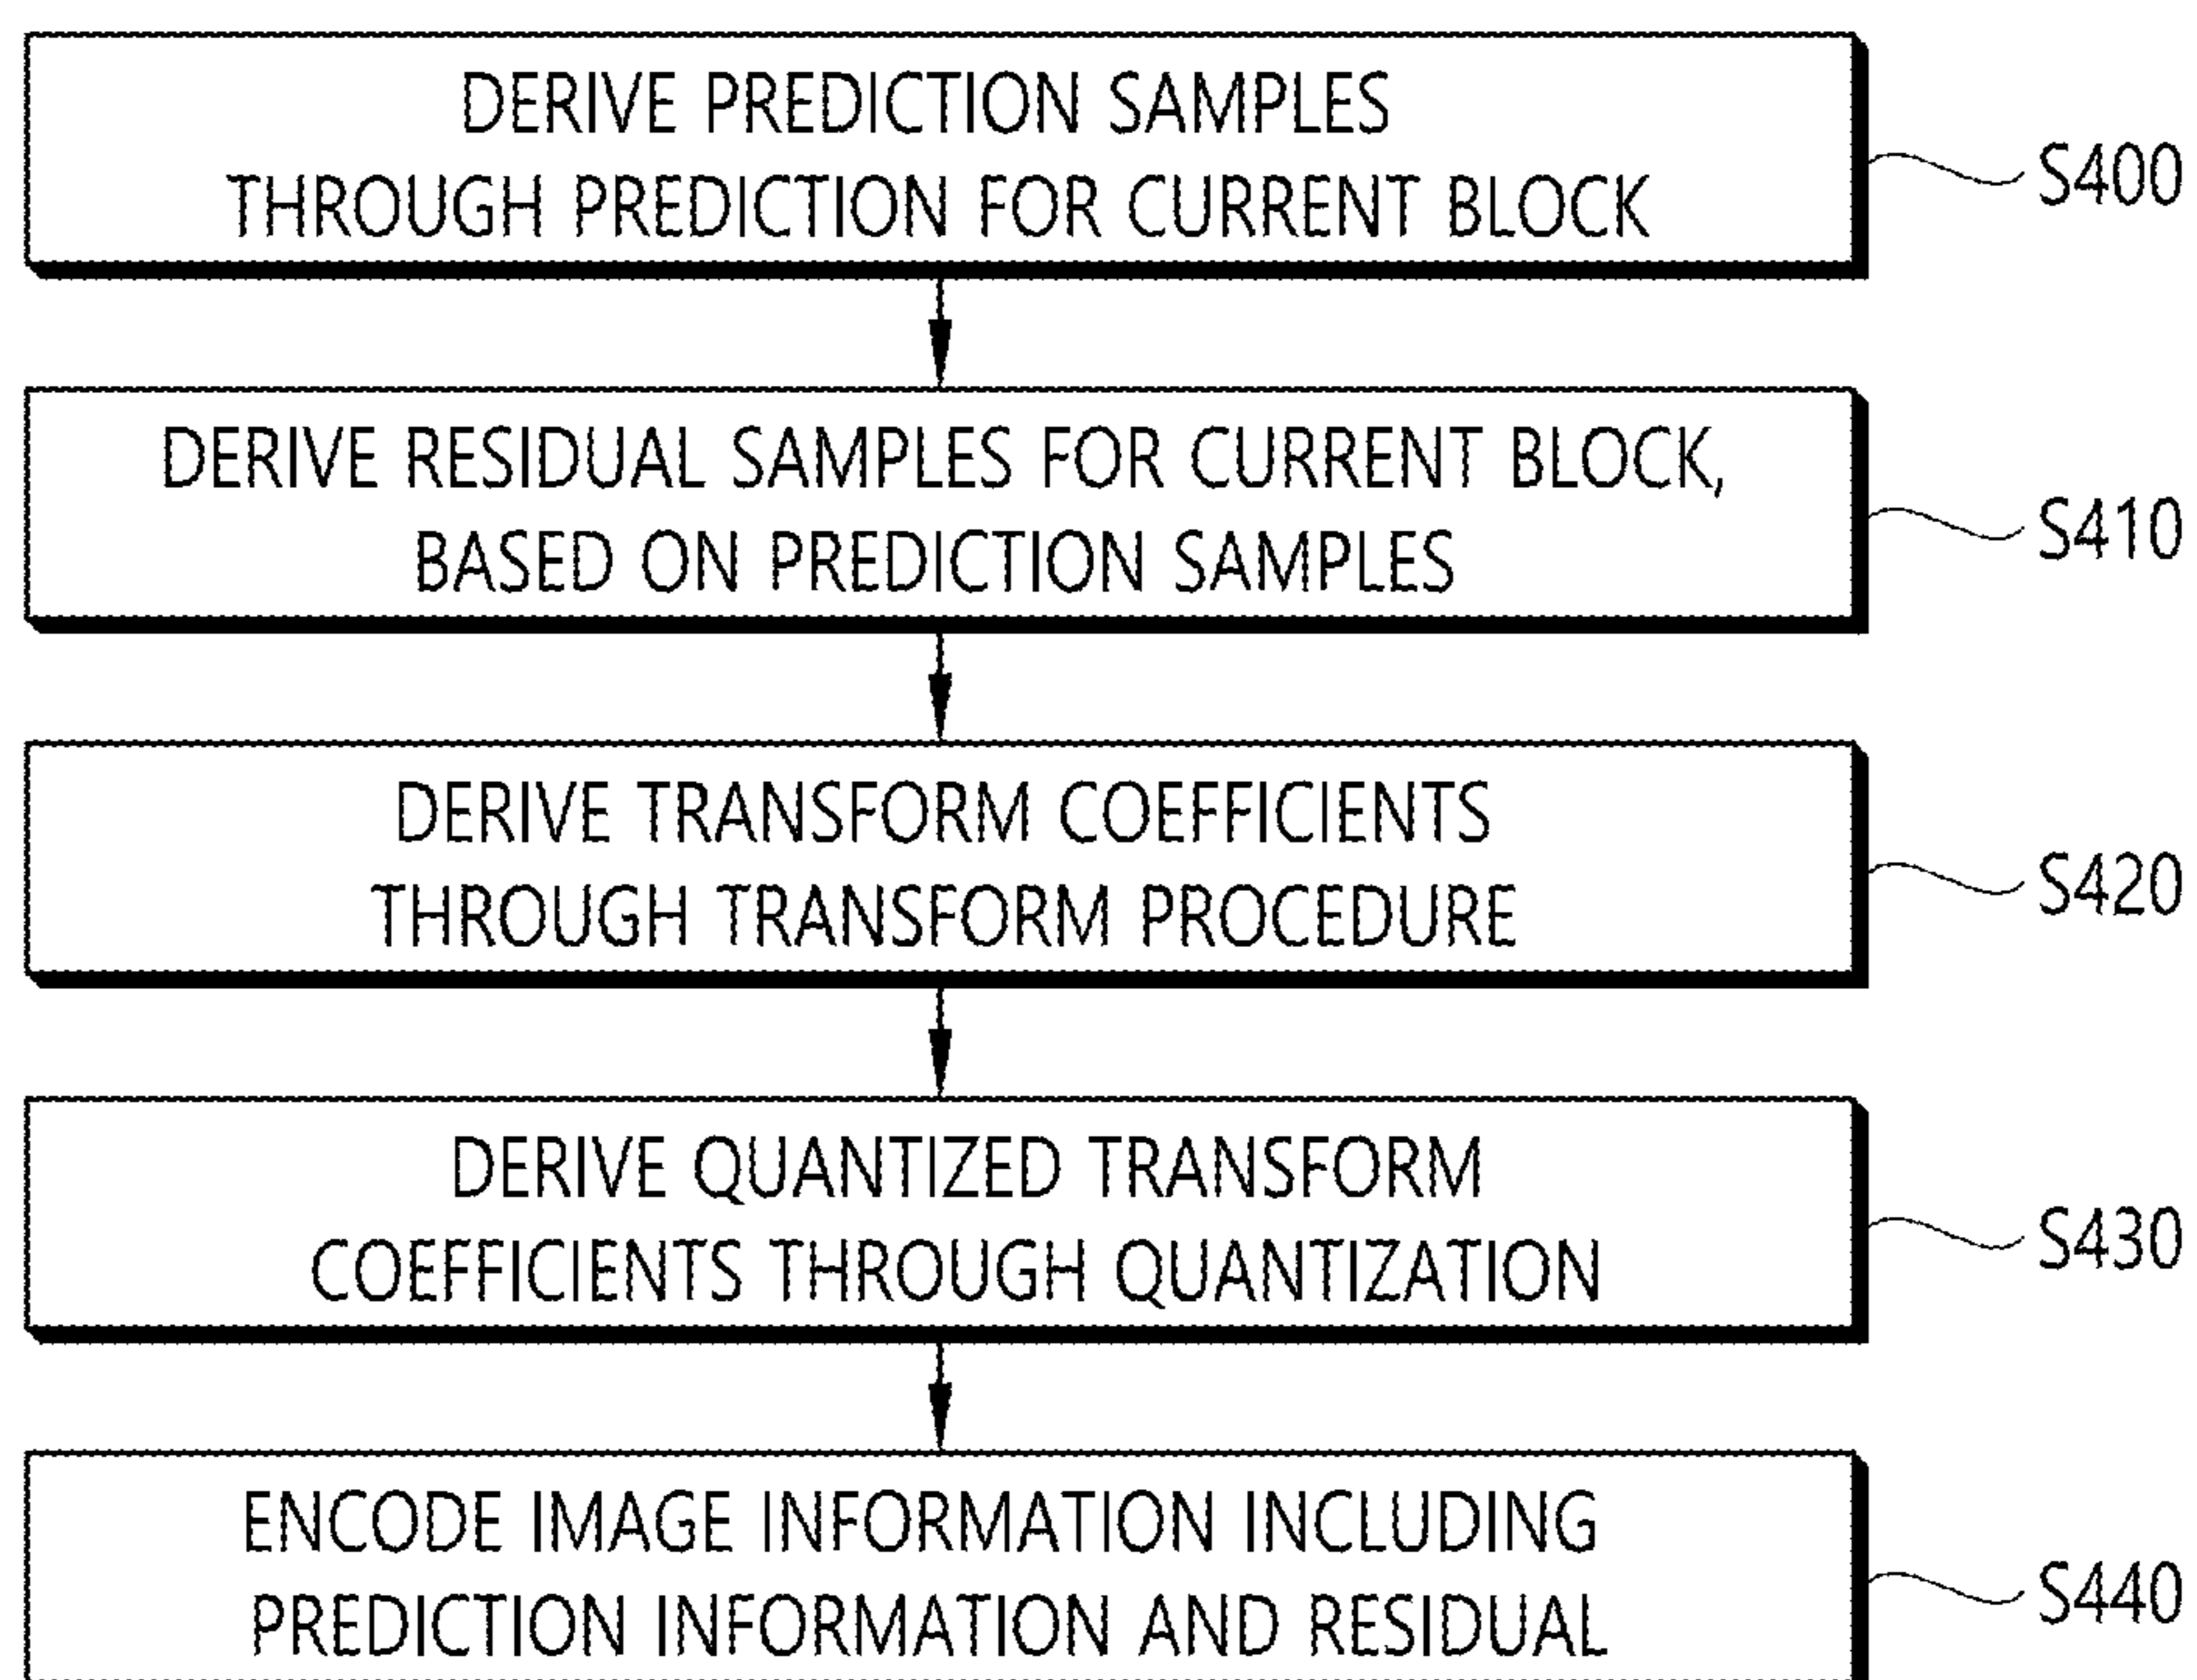 DERIVE PREDICTION SAMPLES
THROUGH PREDICTION FOR CURRENT BLOCK
S400
DERIVE RESIDUAL SAMPLES FOR CURRENT BLOCK,
BASED ON PREDICTION SAMPLES
S410
DERIVE TRANSFORM COEFFICIENTS
THROUGH TRANSFORM PROCEDURE
S420
DERIVE QUANTIZED TRANSFORM
COEFFICIENTS THROUGH QUANTIZATION
S430
ENCODE IMAGE INFORMATION INCLUDING
PREDICTION INFORMATION AND RESIDUAL
S440